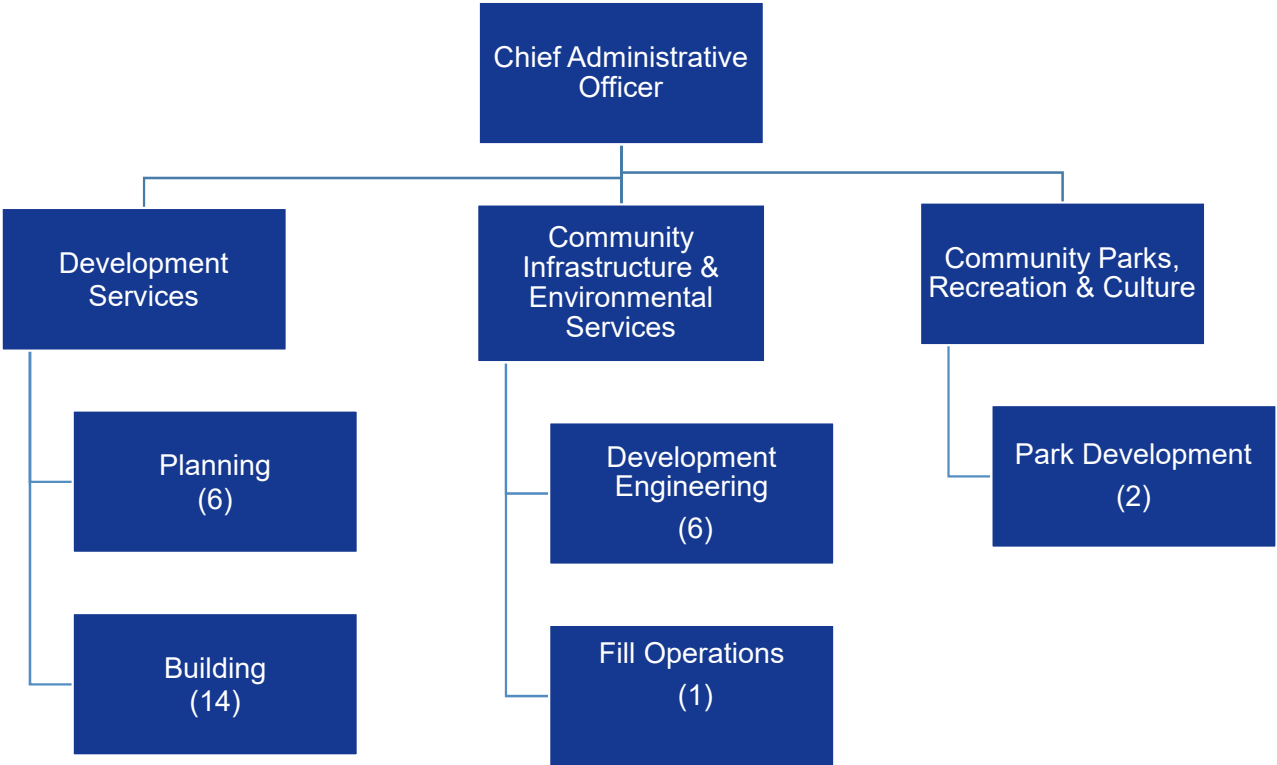 Chief Administrative
Officer
Development
Services
Community
Infrastructure &
Environmental
Services
Community Parks,
Recreation & Culture
Planning
(6)
Development
Engineering
(6)
Park Development
(2)
Building
(14)
Fill Operations
(1)